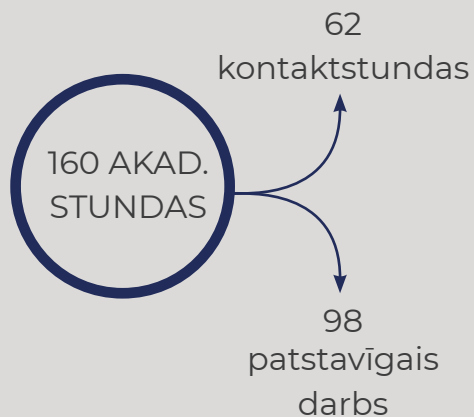 62
kontaktstundas
160 AKAD.
STUNDAS
98
patstavīgais
darbs